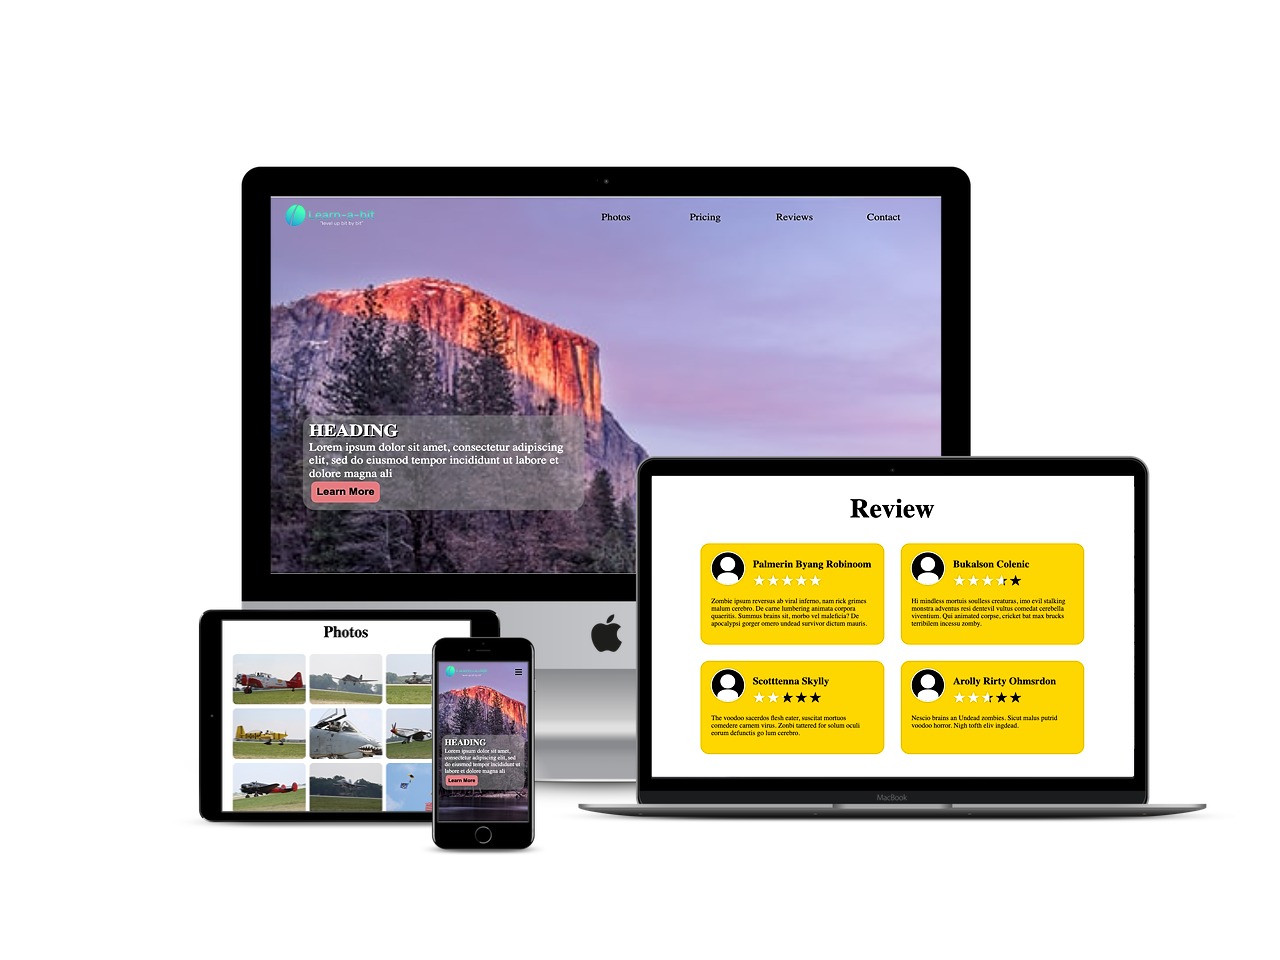 Learn-a-bit
"level up bit by bit"
Photos
Pricing
Reviews
Contact
HEADING
Lorem ipsum dolor sit amet, consectetur adipiscing
elit, sed do eiusmod tempor incididunt ut labore et
dolore magna ali
Learn More
Review
Palmerin Byang Robinoom
Zombie ipsum reversus ab viral inferno, nam rick grimes
malum cerebro. De carne lumbering animata corpora
quaeritis. Summus brains sit, morbo vel maleficia? De
apocalypsi gorger omero undead survivor dictum mauris.
Bukalson Colenic
Hi mindless mortuis soulless creaturas, imo evil stalking
monstra adventus resi dentevil vultus comedat cerebella
viventium. Qui animated corpse, cricket bat max brucks
terribilem incessu zomby.
Scotttenna Skylly
The voodoo sacerdos flesh eater, suscitat mortuos
comedere carnem virus. Zonbi tattered for solum oculi
eorum defunctis go lum cerebro.
Arolly Rirty Ohmsrdon
Nescio brains an Undead zombies. Sicut malus putrid
voodoo horror. Nigh tofth eliv ingdead.
MacBook
Photos
HEADING
Lorem ipsum dolor sit amet,
consectetur adipiscing elit, sed
do eiusmod tempor incididunt ut
labore et dolore magna ali
Learn More